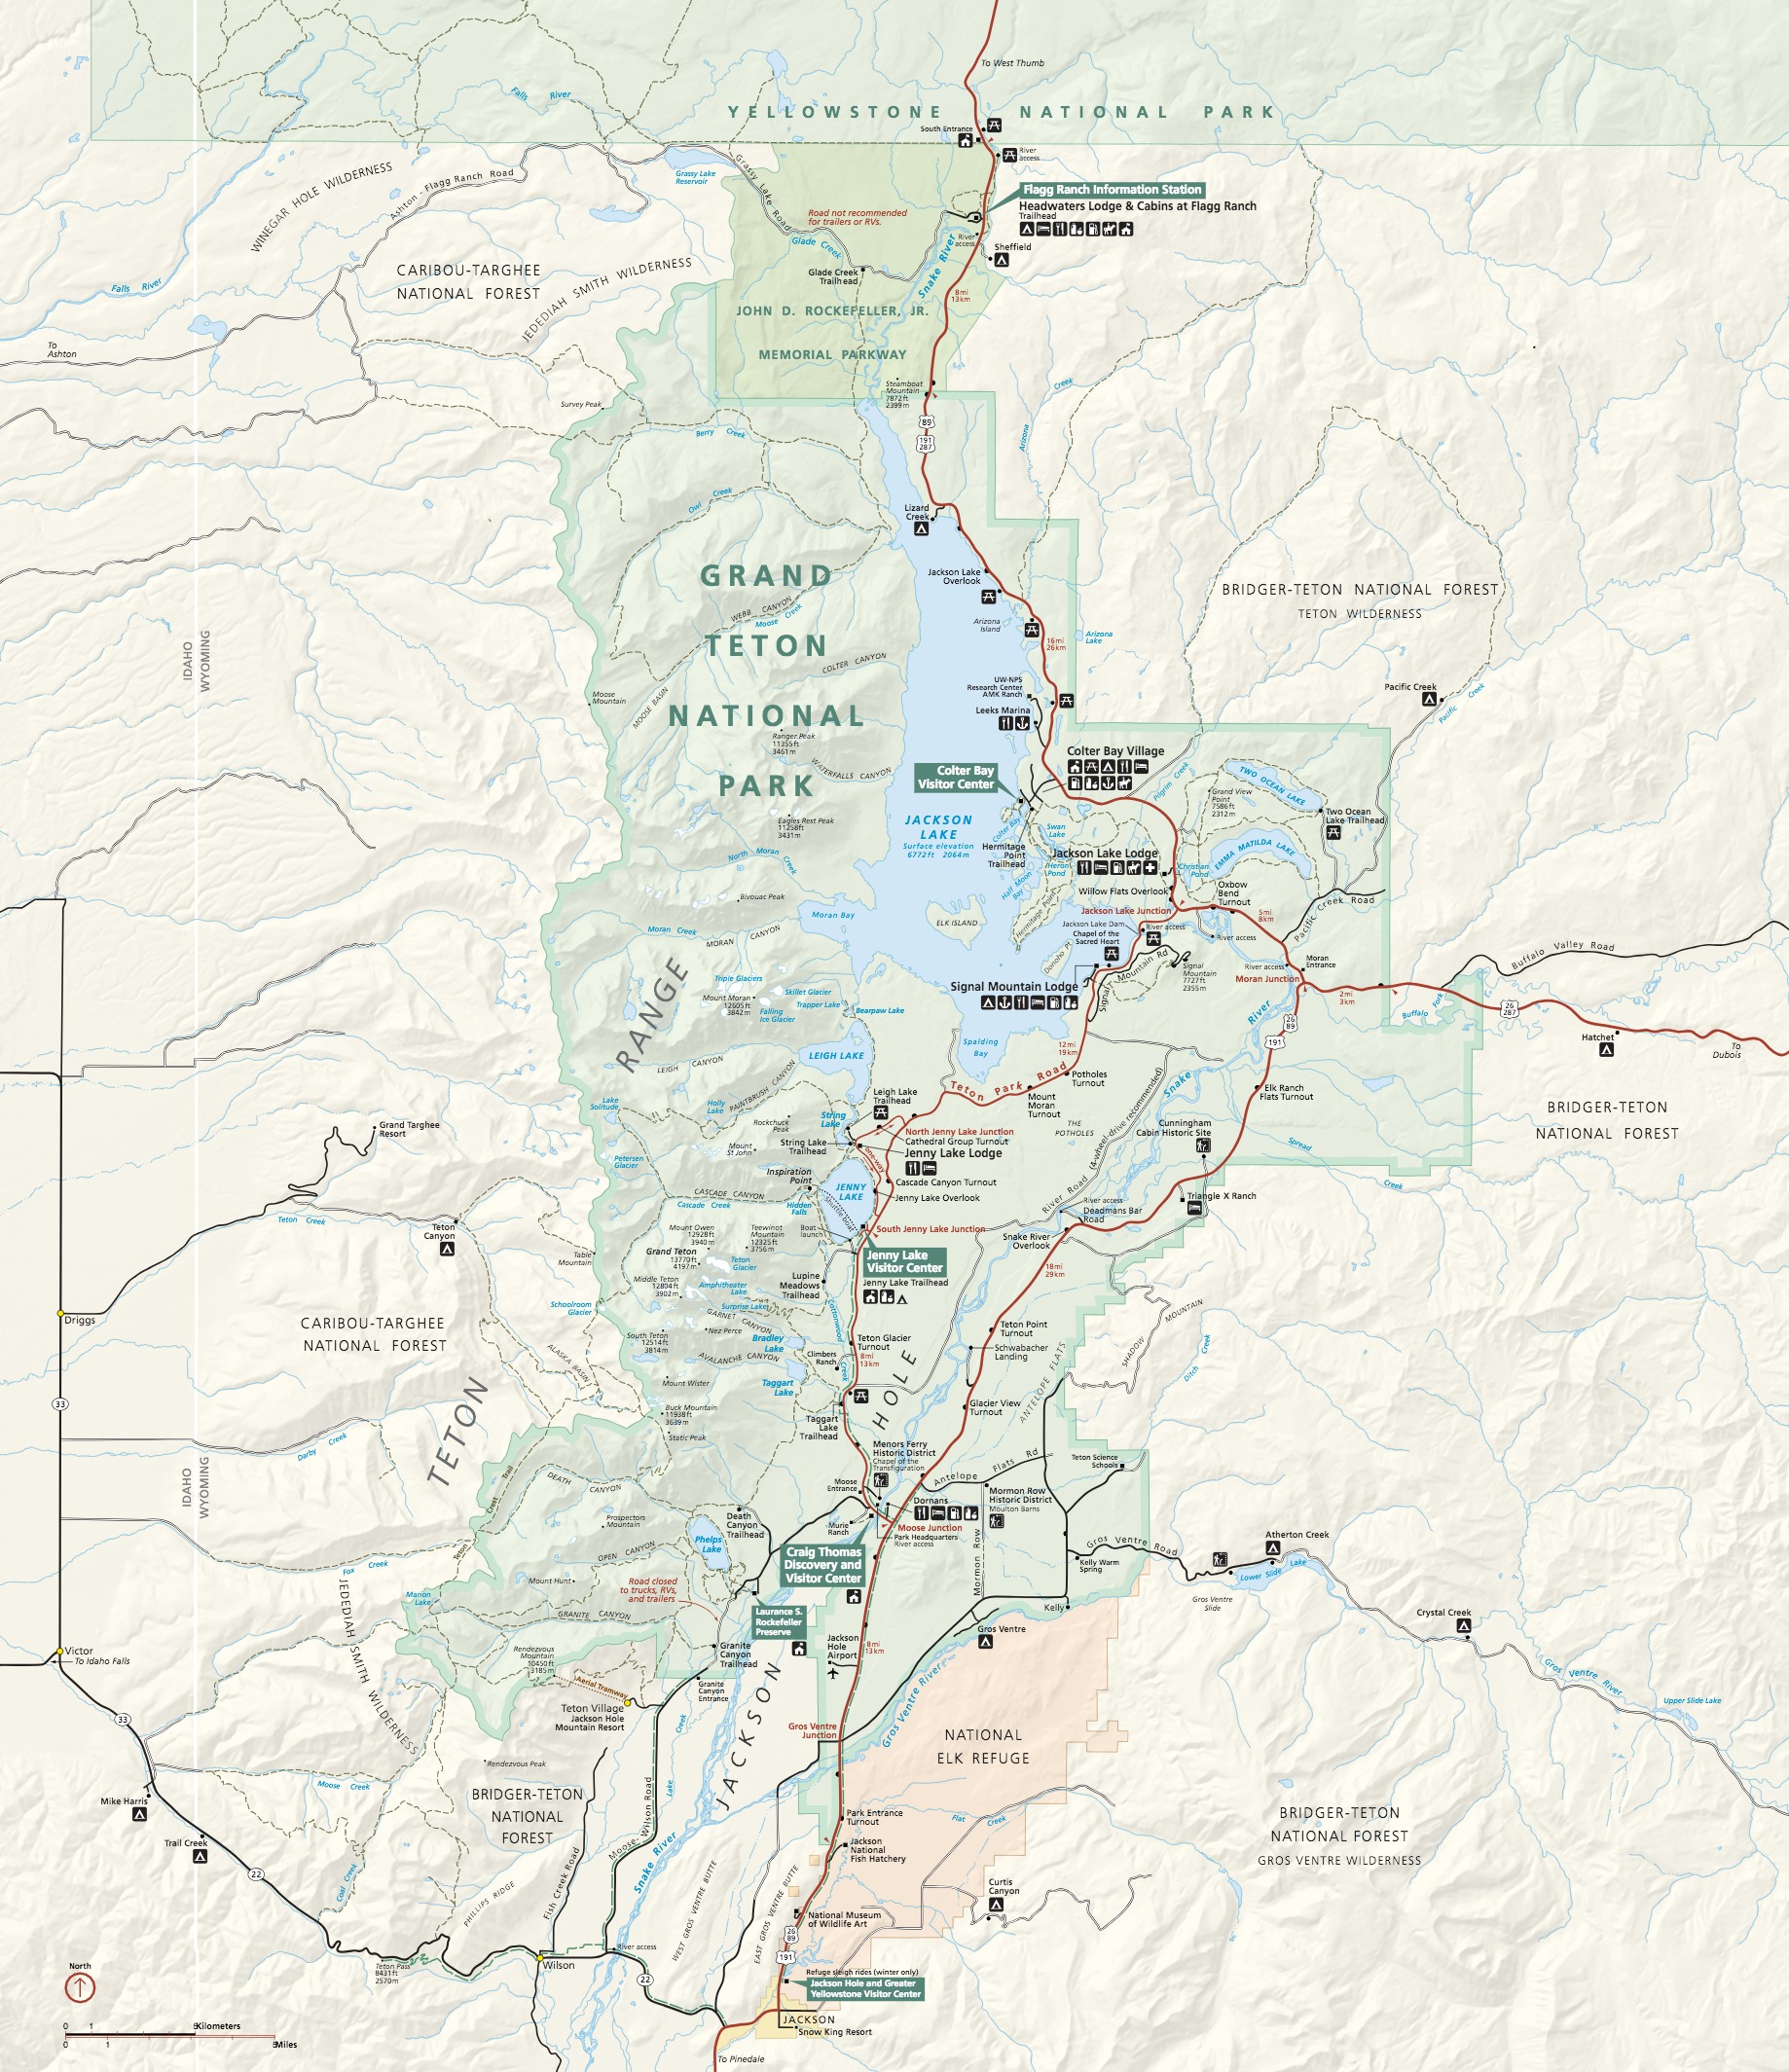 To West Thumb
Falls River
YELLOWSTONE NATIONAL PARK
South Entrance
River
access
Grassy Lake
Reservoir
Grassy Lake Road
WINEGAR HOLE WILDERNESS
Ashton - Flagg Ranch Road
Flagg Ranch Information Station
Headwaters Lodge & Cabins at Flagg Ranch
Trailhead
Road not recommended
for trailers or RVs.
River
access
Glade Creek
Sheffield
Snake River
CARIBOU-TARGHEE
NATIONAL FOREST
JEDEDIAH SMITH WILDERNESS
Glade Creek
Trailhead
Falls River
8mi
13km
JOHN D. ROCKEFELLER, JR.
MEMORIAL PARKWAY
To
Ashton
Steamboat
Mountain
7872ft
2399m
Creek
Arizona
Survey Peak
89
191
287
Berry Creek
Owl Creek
Lizard
Creek
Jackson Lake
Overlook
GRAND
TETON
NATIONAL
PARK
WEBB CANYON
Moose Creek
BRIDGER-TETON NATIONAL FOREST
TETON WILDERNESS
Arizona
Island
Arizona
Lake
16mi
26km
IDAHO
WYOMING
COLTER CANYON
MOOSE BASIN
Moose
Mountain
UW-NPS
Research Center
AMK Ranch
Leeks Marina
Pacific Creek
Pacific Creek
Ranger Peak
11355ft
3461m
WATERFALLS CANYON
Colter Bay Village
Colter Bay
Visitor Center
Pilgrim Creek
TWO OCEAN LAKE
Grand View
Point
7586ft
2312m
Two Ocean
Lake Trailhead
Eagles Rest Peak
11258ft
3431m
JACKSON
LAKE
Surface elevation
6772ft 2064m
Colter Bay
Swan
Lake
Hermitage
Point
Trailhead
Heron
Pond
Half Moon
Bay
Hermitage Point
Jackson Lake Lodge
Christian
Pond
EMMA MATILDA LAKE
North Moran Creek
Willow Flats Overlook
Oxbow
Bend
Turnout
Bivouac Peak
Moran Bay
ELK ISLAND
Jackson Lake Junction
5mi
8km
Pacific Creek Road
Jackson Lake Dam
Chapel of the
Sacred Heart
River access
River access
Moran Creek
MORAN CANYON
Donoho Pt
Signal Mountain Rd
Signal
Mountain
7727ft
2355m
River access
Moran
Entrance
Moran Junction
Buffalo Valley Road
Triple Glaciers
Skillet Glacier
Mount Moran
12605ft
3842m
Falling
Ice Glacier
Trapper Lake
Bearpaw Lake
Signal Mountain Lodge
2mi
3km
Buffalo Fork
26
287
26
89
191
Hatchet
To
Dubois
TETON RANGE
LEIGH LAKE
LEIGH CANYON
Spalding
Bay
12mi
19km
Snake River
Teton Park Road
Potholes
Turnout
Mount
Moran
Turnout
Elk Ranch
Flats Turnout
Lake
Solitude
Holly
Lake
PAINTBRUSH CANYON
Leigh Lake
Trailhead
String
Lake
Rockchuck
Peak
North Jenny Lake Junction
Cathedral Group Turnout
Jenny Lake Lodge
THE
POTHOLES
(4-wheel-drive recommended)
Cunningham
Cabin Historic Site
Grand Targhee
Resort
BRIDGER-TETON
NATIONAL FOREST
Spread
Creek
Mount
St John
String Lake
Trailhead
one-way
Petersen
Glacier
Inspiration
Point
JENNY
LAKE
Cascade Canyon Turnout
Jenny Lake Overlook
CASCADE CANYON
Cascade Creek
Hidden
Falls
Shuttle boat
Boat
launch
River Road
River access
Deadmans Bar
Road
Triangle X Ranch
Teton Creek
Teton
Canyon
Mount Owen
12928ft
3940m
Teewinot
Mountain
12325ft
3756m
South Jenny Lake Junction
Snake River
Overlook
Table
Mountain
Grand Teton
13770ft
4197m
Teton
Glacier
Jenny Lake
Visitor Center
Jenny Lake Trailhead
18mi
29km
Middle Teton
12804ft
3902m
Amphitheater
Lake
Lupine
Meadows
Trailhead
Schoolroom
Glacier
Surprise Lake
GARNET CANYON
Cottonwood Creek
SHADOW MOUNTAIN
Driggs
CARIBOU-TARGHEE
NATIONAL FOREST
South Teton
12514ft
3814m
Nez Perce
Bradley
Lake
Teton Glacier
Turnout
8mi
13km
Teton Point
Turnout
Ditch Creek
ALASKA BASIN
AVALANCHE CANYON
Climbers
Ranch
Schwabacher
Landing
Mount Wister
Taggart
Lake
33
Buck Mountain
11938ft
3639m
Static Peak
Taggart
Lake
Trailhead
Glacier View
Turnout
ANTELOPE FLATS
JACKSON HOLE
Darby Creek
Menors Ferry
Historic District
Chapel of the
Transfiguration
Teton Science
Schools
Antelope Flats Rd
IDAHO
WYOMING
Teton Crest Trail
DEATH CANYON
Moose
Entrance
Dornans
Mormon Row
Historic District
Moulton Barns
Prospectors
Mountain
Death
Canyon
Trailhead
Murie
Ranch
Moose Junction
Park Headquarters
River access
Phelps
Lake
OPEN CANYON
Craig Thomas
Discovery and
Visitor Center
Mormon Row
Gros Ventre Road
Kelly Warm
Spring
Atherton Creek
Fox Creek
Lower Slide Lake
Mount Hunt
Road closed
to trucks, RVs,
and trailers
Marion
Lake
Gros Ventre
Slide
GRANITE CANYON
Laurance S.
Rockefeller
Preserve
Kelly
Gros Ventre
Crystal Creek
JEDEDIAH SMITH WILDERNESS
Victor
To Idaho Falls
Rendezvous
Mountain
10450ft
3185m
Granite
Canyon
Trailhead
Jackson
Hole
Airport
8mi
13km
Gros Ventre River
Gros Ventre River
Upper Slide Lake
Aerial Tramway
Granite
Canyon
Entrance
Teton Village
Jackson Hole
Mountain Resort
33
Gros Ventre
Junction
NATIONAL
ELK REFUGE
Rendezvous Peak
Lake Creek
Moose Creek
Mike Harris
BRIDGER-TETON
NATIONAL
FOREST
Moose-Wilson Road
Park Entrance
Turnout
Flat Creek
BRIDGER-TETON
NATIONAL FOREST
GROS VENTRE WILDERNESS
Trail Creek
Jackson
National
Fish Hatchery
22
Coal Creek
PHILLIPS RIDGE
Fish Creek Road
Snake River
WEST GROS VENTRE BUTTE
EAST GROS VENTRE BUTTE
Curtis
Canyon
National Museum
of Wildlife Art
26
89
191
River access
Teton Pass
8431ft
2570m
Wilson
22
Refuge sleigh rides (winter only)
Jackson Hole and Greater
Yellowstone Visitor Center
North
0 1 5 Kilometers
0 1 5 Miles
JACKSON
Snow King Resort
To Pinedale